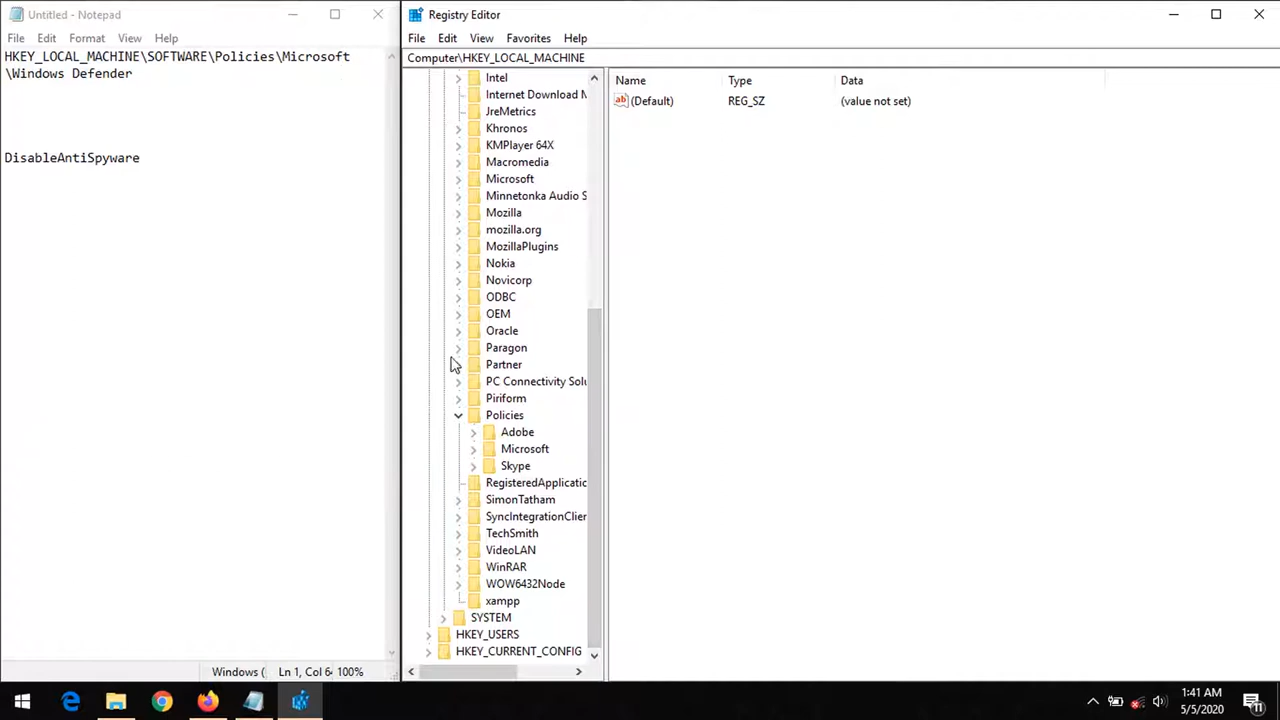 Untitled - Notepad
File Edit Format View Help
HKEY_LOCAL_MACHINE\SOFTWARE\Policies\Microsoft
\Windows Defender
DisableAntiSpyware
Windows ( Ln 1, Col 64 100%
Registry Editor
File Edit View Favorites Help
Computer\HKEY_LOCAL_MACHINE
Intel
Internet Download M
JreMetrics
Khronos
KMPlayer 64X
Macromedia
Microsoft
Minnetonka Audio S
Mozilla
mozilla.org
MozillaPlugins
Nokia
Novicorp
ODBC
OEM
Oracle
Paragon
Partner
PC Connectivity Solu
Piriform
Policies
Adobe
Microsoft
Skype
RegisteredApplicatic
SimonTatham
SyncIntegrationClier
TechSmith
VideoLAN
WinRAR
WOW6432Node
xampp
SYSTEM
HKEY_USERS
HKEY_CURRENT_CONFIG
Name Type Data
ab (Default) REG_SZ (value not set)
1:41 AM
5/5/2020
11